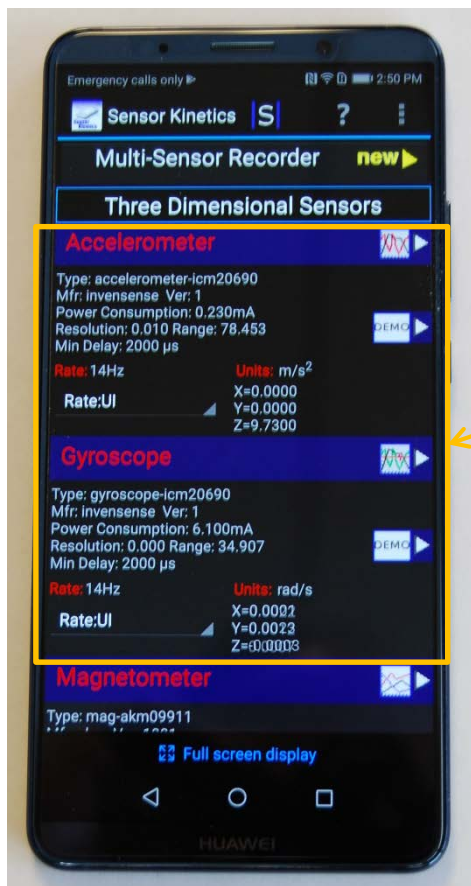 Emergency calls only 2:50 PM
Sensor Kinetics |S| ?
Multi-Sensor Recorder new
Three Dimensional Sensors
Accelerometer
Type: accelerometer-icm20690
Mfr: invensense Ver: 1
Power Consumption: 0.230mA
Resolution: 0.010 Range: 78.453
DEMO
Min Delay: 2000 µs
Rate: 14Hz Units: m/s²
Rate:UI
X=0.0000
Y=0.0000
Z=9.7300
Gyroscope
Type: gyroscope-icm20690
Mfr: invensense Ver: 1
Power Consumption: 6.100mA
Resolution: 0.000 Range: 34.907
DEMO
Min Delay: 2000 µs
Rate: 14Hz Units: rad/s
Rate:UI
Magnetometer
Type: mag-akm09911
Full screen display
HUAWEI